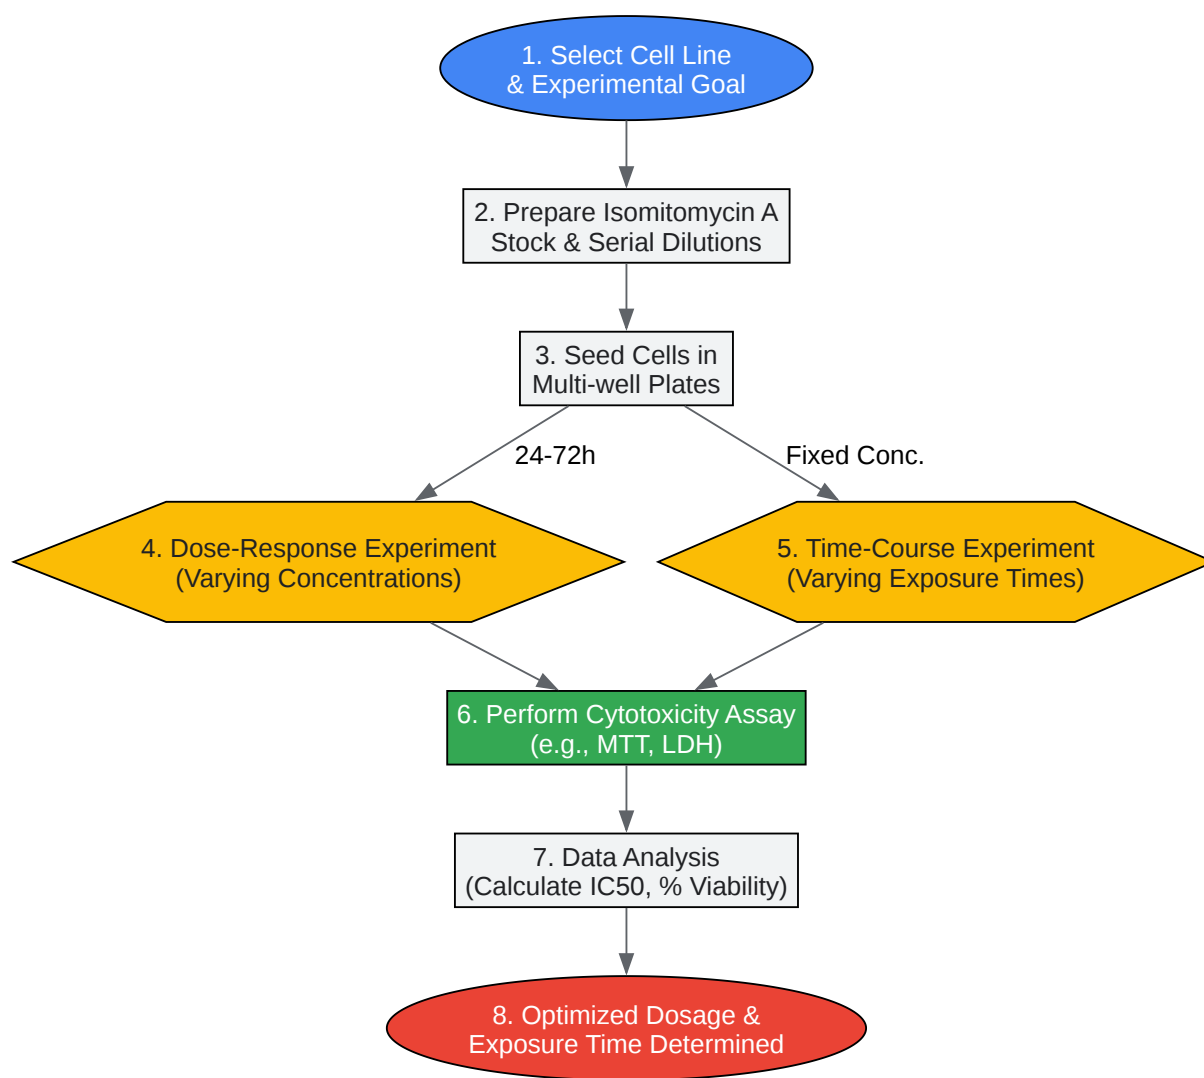 1. Select Cell Line
& Experimental Goal
2. Prepare Isomitomycin A
Stock & Serial Dilutions
3. Seed Cells in
Multi-well Plates
24-72h
Fixed Conc.
4. Dose-Response Experiment
(Varying Concentrations)
5. Time-Course Experiment
(Varying Exposure Times)
6. Perform Cytotoxicity Assay
(e.g., MTT, LDH)
7. Data Analysis
(Calculate IC50, % Viability)
8. Optimized Dosage &
Exposure Time Determined